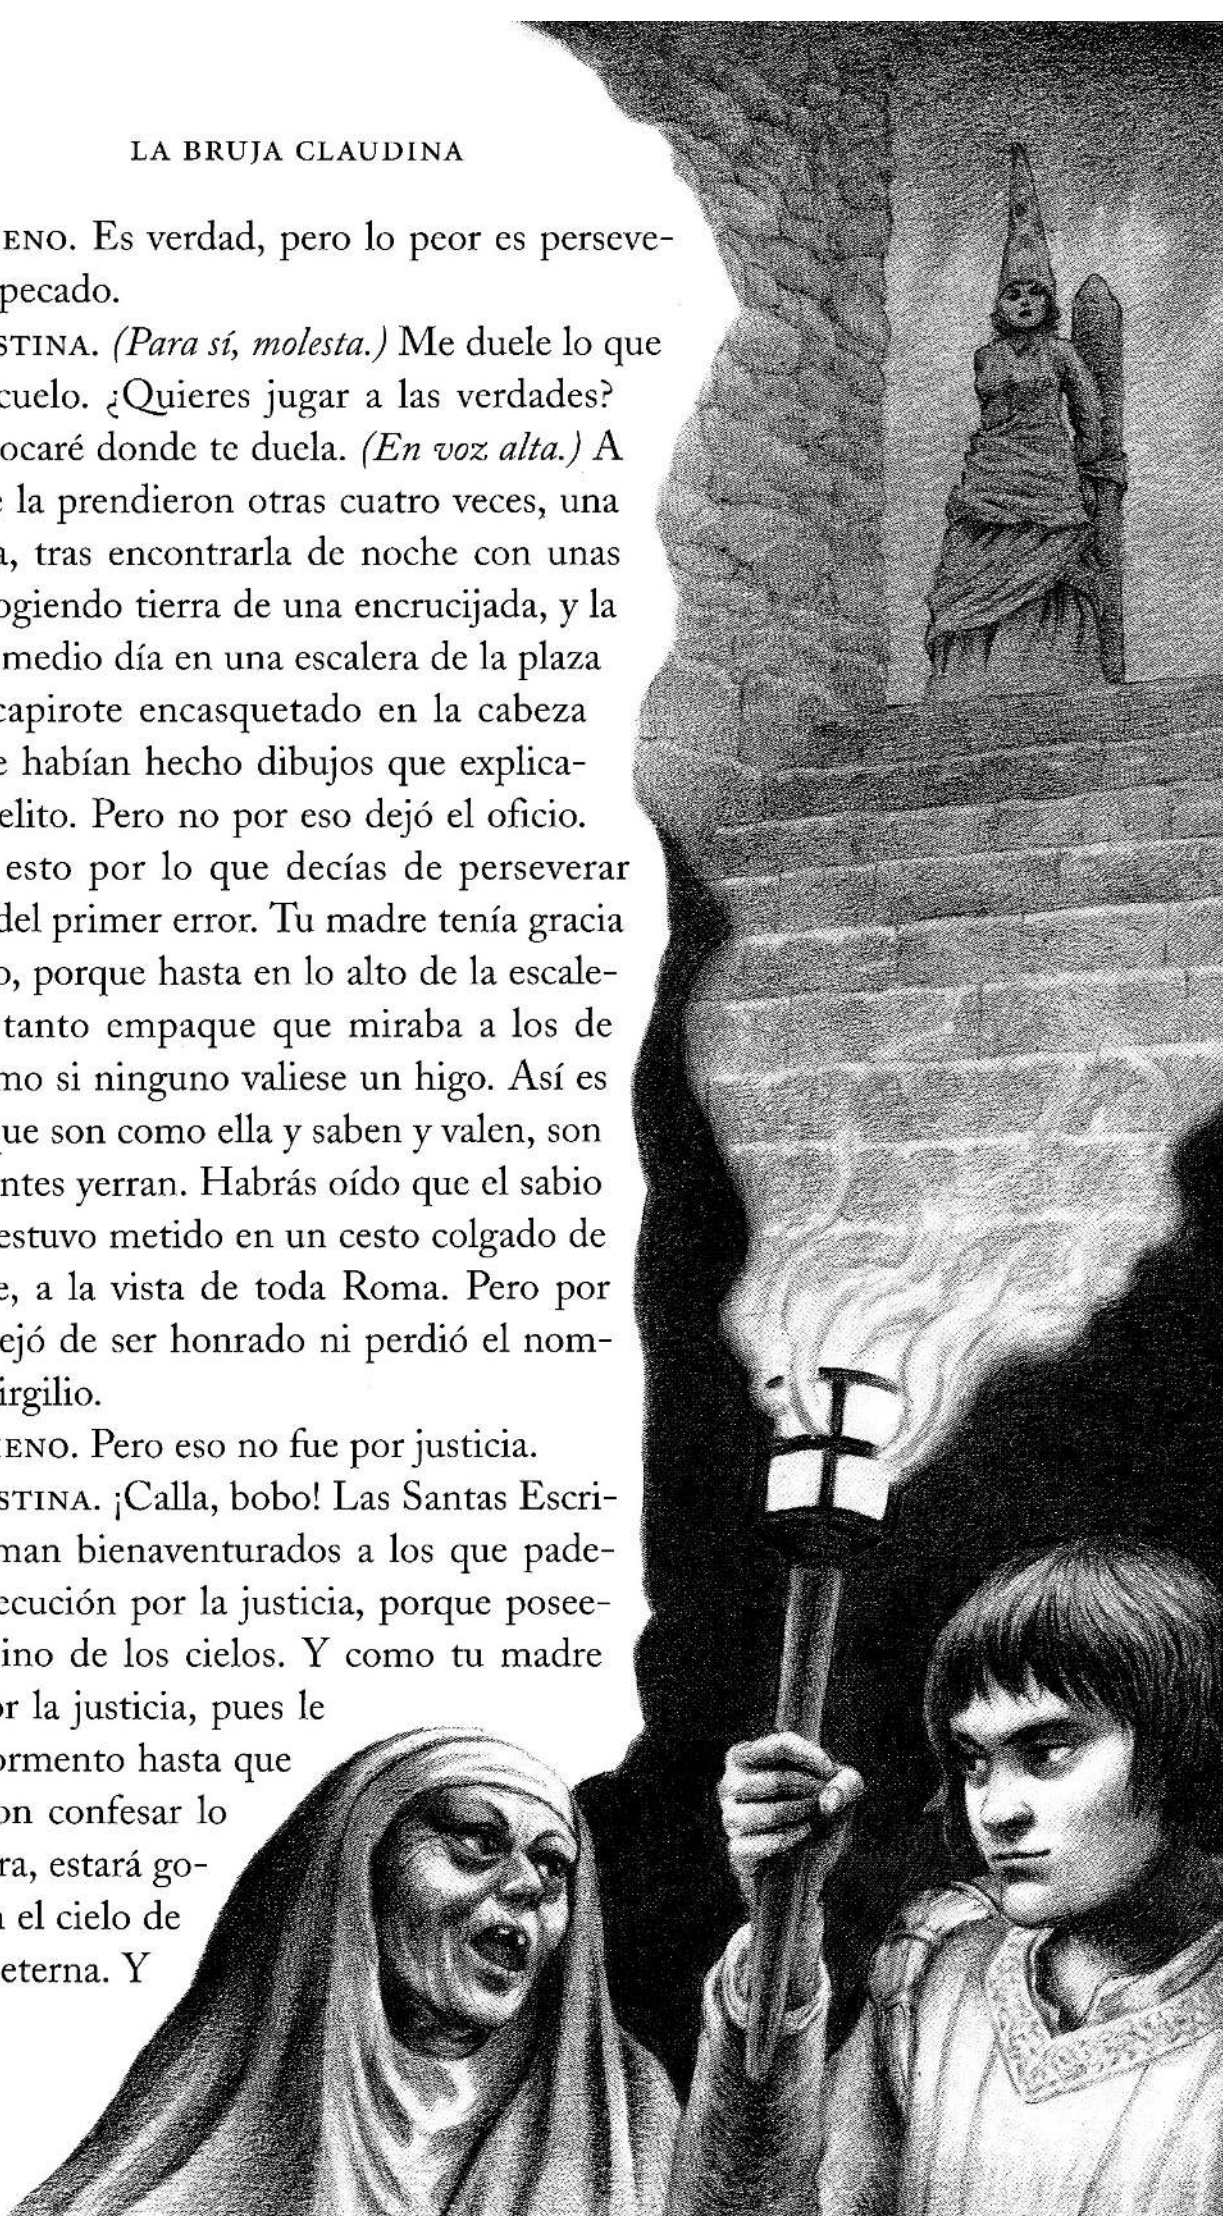 LA BRUJA CLAUDINA
ENO. Es verdad, pero lo peor es perseve-
pecado.
STINA. (Para sí, molesta.) Me duele lo que
cuelo. ¿Quieres jugar a las verdades?
ocaré donde te duela. (En voz alta.) A
e la prendieron otras cuatro veces, una
a, tras encontrarla de noche con unas
ogiendo tierra de una encrucijada, y la
medio día en una escalera de la plaza
capirote encasquetado en la cabeza
e habían hecho dibujos que explica-
elito. Pero no por eso dejó el oficio.
esto por lo que decías de perseverar
del primer error. Tu madre tenía gracia
o, porque hasta en lo alto de la escale-
tanto empaque que miraba a los de
mo si ninguno valiese un higo. Así es
que son como ella y saben y valen, son
ntes yerran. Habrás oído que el sabio
estuvo metido en un cesto colgado de
e, a la vista de toda Roma. Pero por
ejó de ser honrado ni perdió el nom-
irgilio.
ENO. Pero eso no fue por justicia.
STINA. ¡Calla, bobo! Las Santas Escri-
man bienaventurados a los que pade-
ecución por la justicia, porque posee-
ino de los cielos. Y como tu madre
or la justicia, pues le
ormento hasta que
on confesar lo
ra, estará go-
n el cielo de
eterna. Y